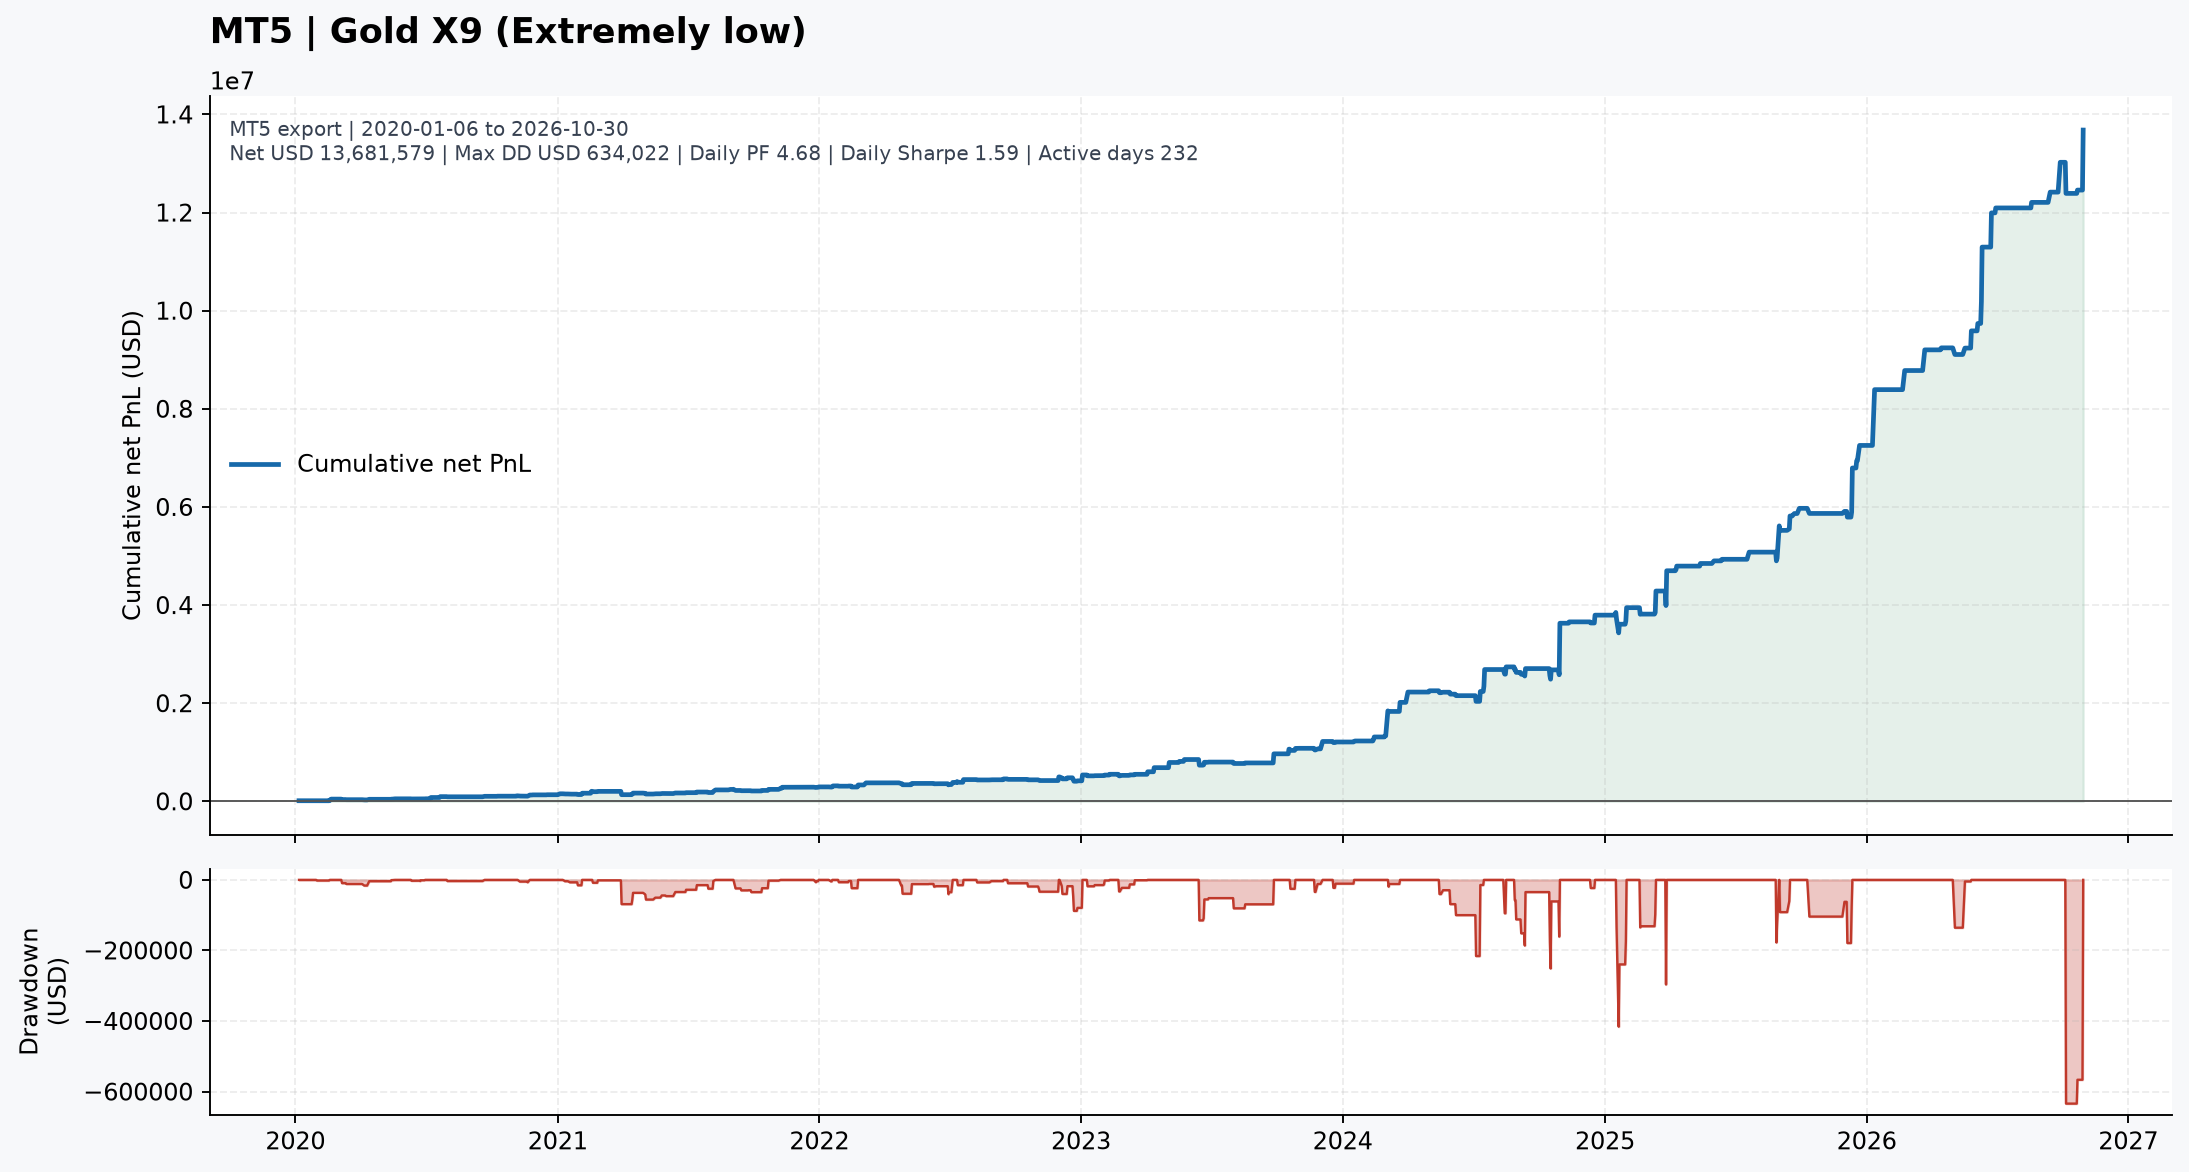 MT5 | Gold X9 (Extremely low)
1e7
1.4
MT5 export | 2020-01-06 to 2026-10-30
Net USD 13,681,579 | Max DD USD 634,022 | Daily PF 4.68 | Daily Sharpe 1.59 | Active days 232
1.2
1.0
0.8
Cumulative net PnL (USD)
Cumulative net PnL
0.6
0.4
0.2
0.0
0
−200000
Drawdown
(USD)
−400000
−600000
2020 2021 2022 2023 2024 2025 2026 2027